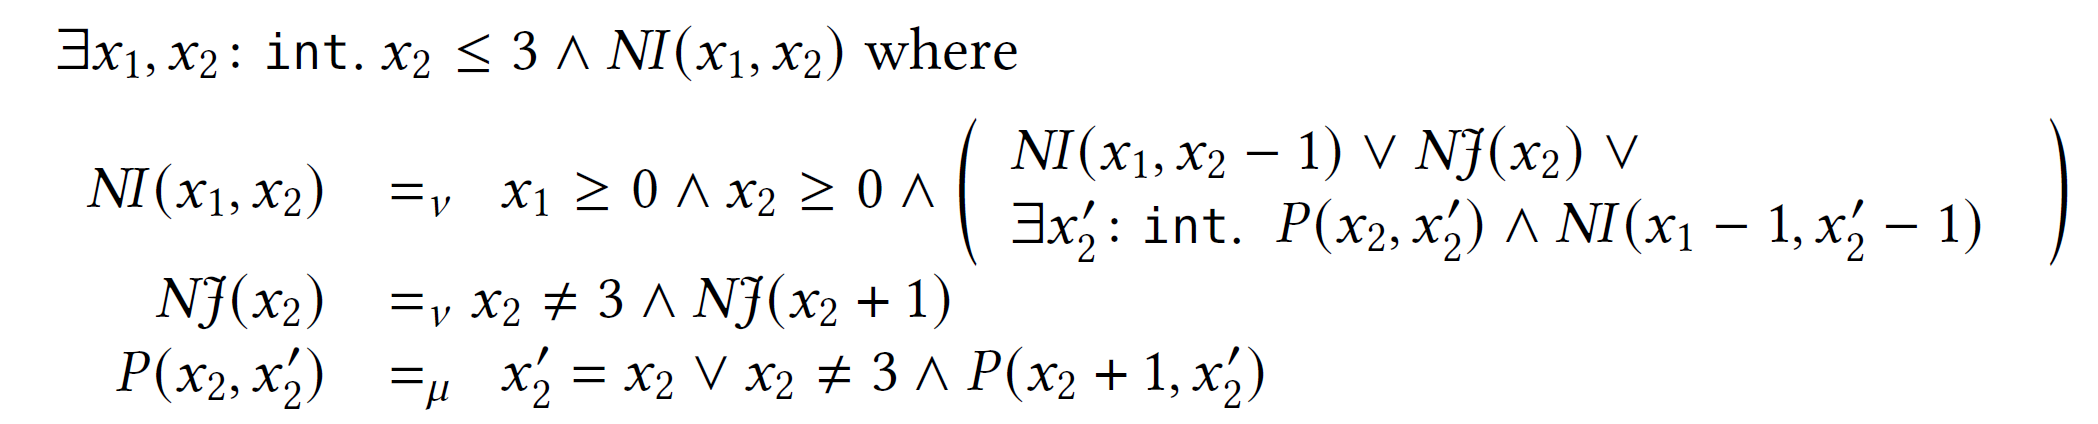 ∃x₁, x₂ : int. x₂ ≤ 3 ∧ NI(x₁, x₂) where
NI(x₁, x₂) =ᵥ x₁ ≥ 0 ∧ x₂ ≥ 0 ∧ ( NI(x₁, x₂ − 1) ∨ NJ(x₂) ∨
∃x₂′ : int. P(x₂, x₂′) ∧ NI(x₁ − 1, x₂′ − 1) )
NJ(x₂) =ᵥ x₂ ≠ 3 ∧ NJ(x₂ + 1)
P(x₂, x₂′) =μ x₂′ = x₂ ∨ x₂ ≠ 3 ∧ P(x₂ + 1, x₂′)